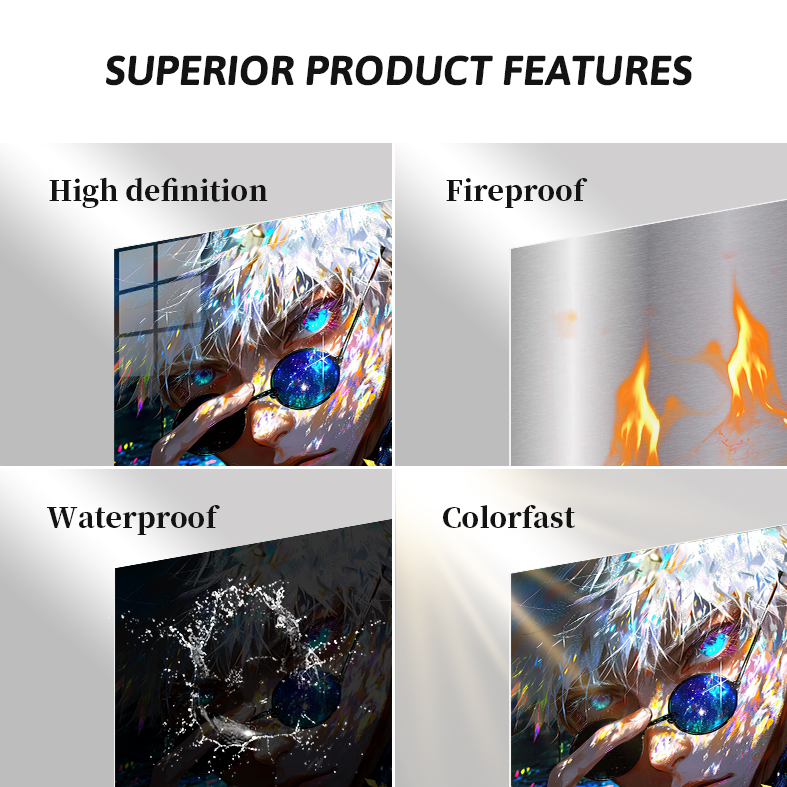 SUPERIOR PRODUCT FEATURES
High definition
Fireproof
Waterproof
Colorfast